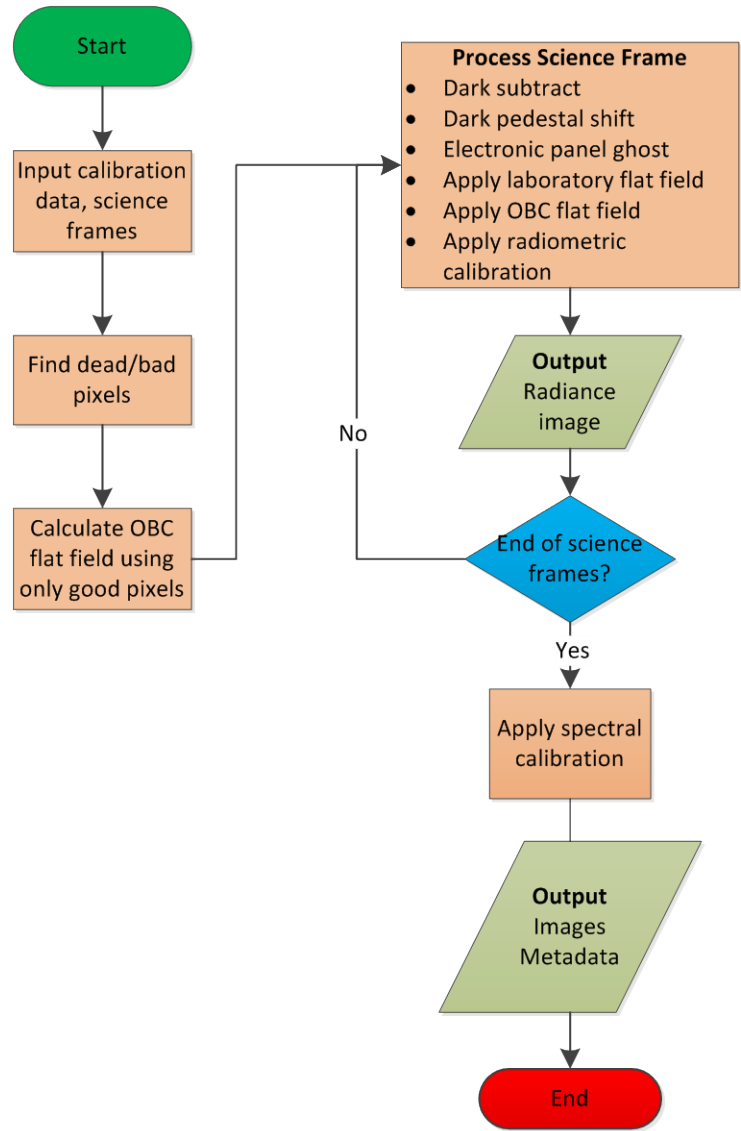 Start
Input calibration
data, science
frames
Find dead/bad
pixels
Calculate OBC
flat field using
only good pixels
Process Science Frame
• Dark subtract
• Dark pedestal shift
• Electronic panel ghost
• Apply laboratory flat field
• Apply OBC flat field
• Apply radiometric
calibration
Output
Radiance
image
No
End of science
frames?
Yes
Apply spectral
calibration
Output
Images
Metadata
End